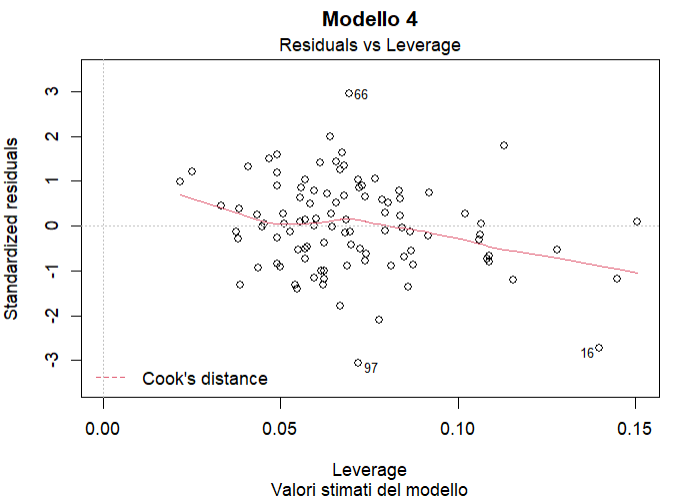 Modello 4
Residuals vs Leverage
Standardized residuals
3
2
1
0
-1
-2
-3
66
97
16
Cook's distance
0.00 0.05 0.10 0.15
Leverage
Valori stimati del modello